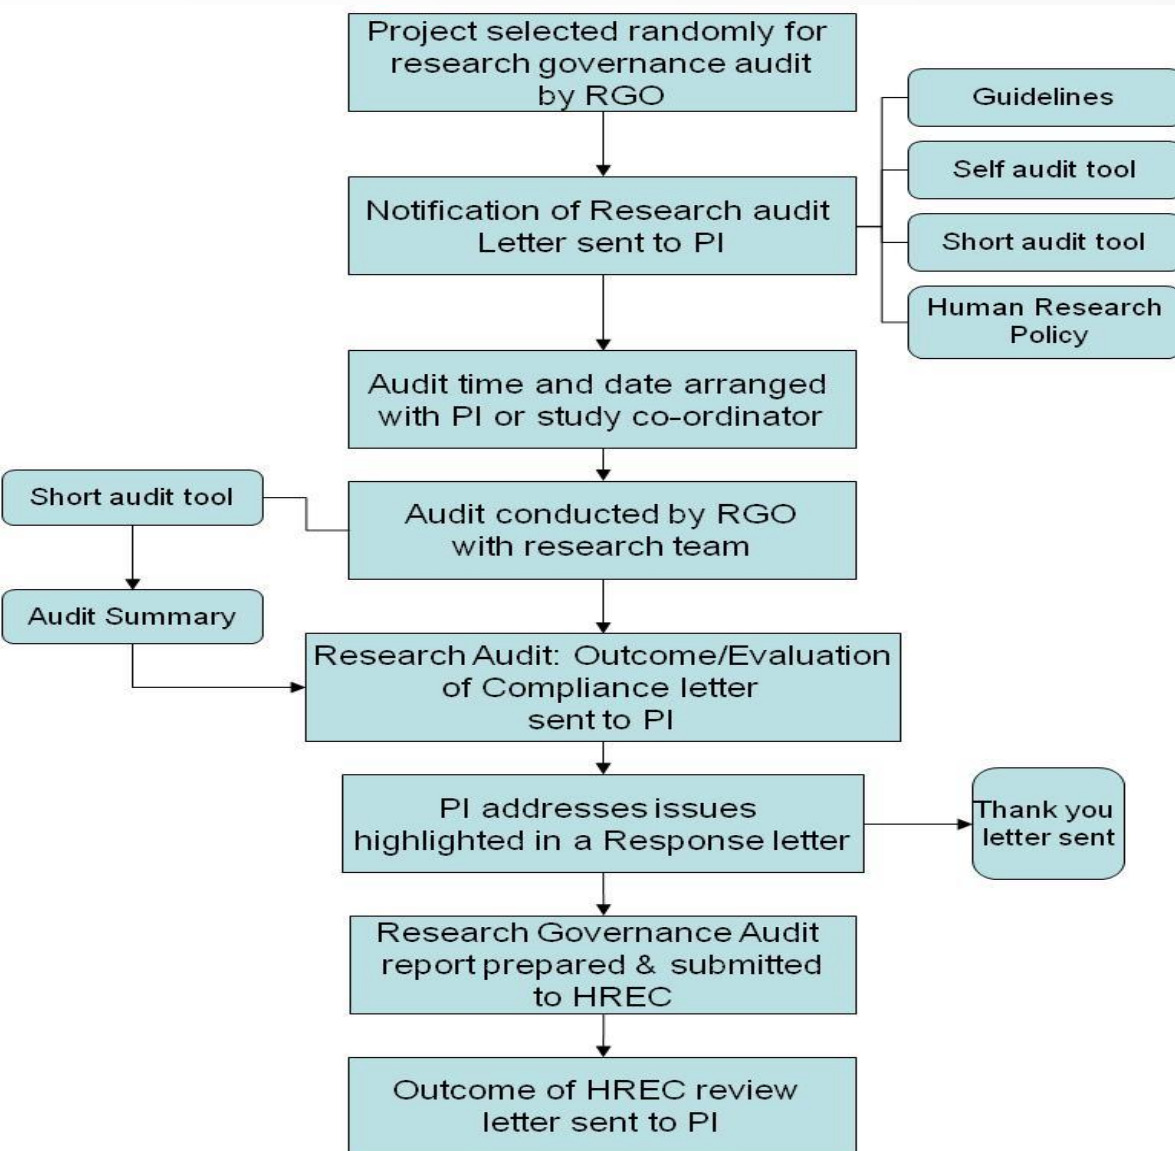 Project selected randomly for
research governance audit
by RGO
Guidelines
Self audit tool
Notification of Research audit
Letter sent to PI
Short audit tool
Human Research
Policy
Audit time and date arranged
with PI or study co-ordinator
Short audit tool
Audit conducted by RGO
with research team
Audit Summary
Research Audit: Outcome/Evaluation
of Compliance letter
sent to PI
PI addresses issues
highlighted in a Response letter
Thank you
letter sent
Research Governance Audit
report prepared & submitted
to HREC
Outcome of HREC review
letter sent to PI